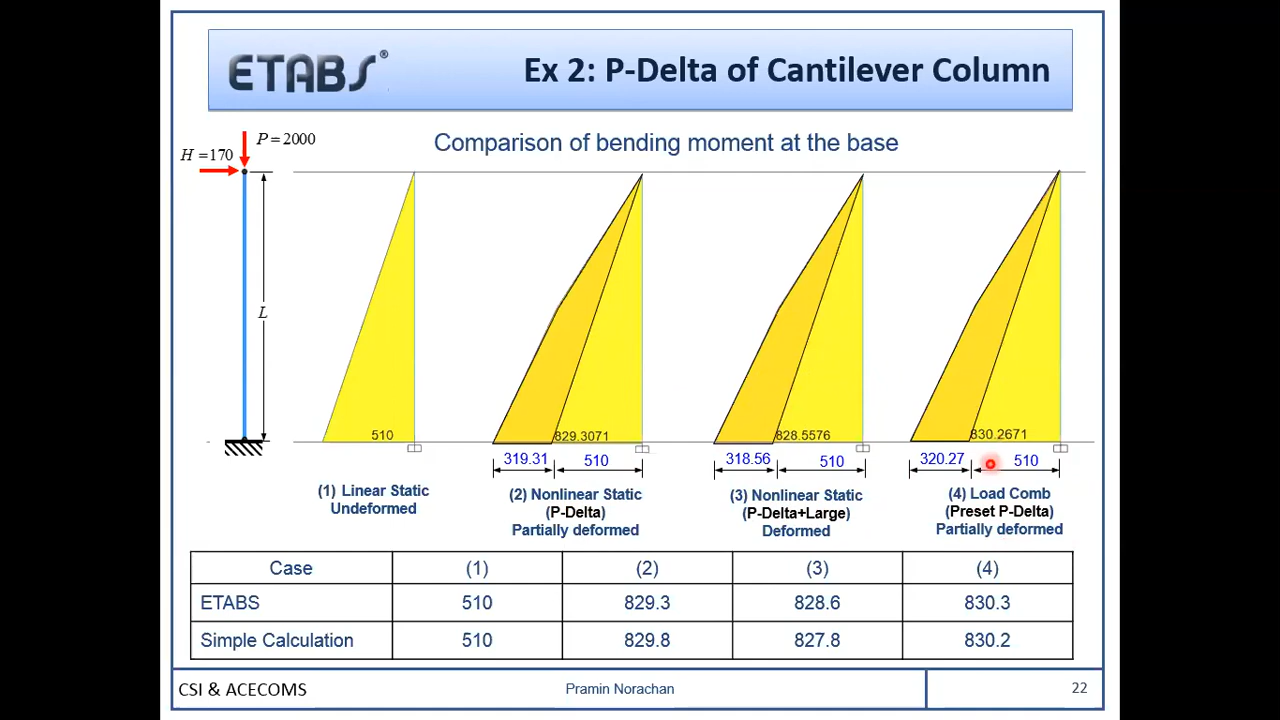 ETABS®
Ex 2: P-Delta of Cantilever Column
Comparison of bending moment at the base
P = 2000
H =170
L
510
829.3071
828.5576
830.2671
319.31
510
318.56
510
320.27
510
(1) Linear Static
Undeformed
(2) Nonlinear Static
(P-Delta)
Partially deformed
(3) Nonlinear Static
(P-Delta+Large)
Deformed
(4) Load Comb
(Preset P-Delta)
Partially deformed
Case (1) (2) (3) (4)
ETABS 510 829.3 828.6 830.3
Simple Calculation 510 829.8 827.8 830.2
CSI & ACECOMS
Pramin Norachan
22